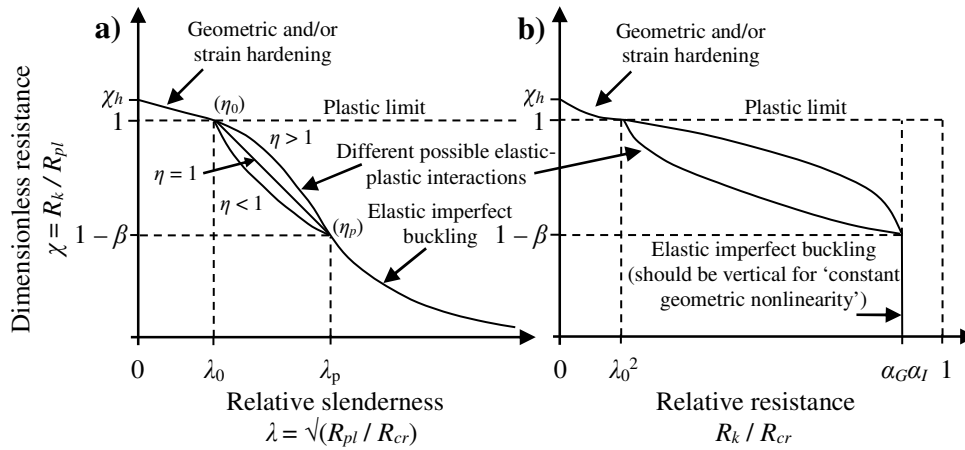 a)
Geometric and/or
strain hardening
χh
(η0)
Plastic limit
1
η > 1
Different possible elastic-
plastic interactions
η = 1
η < 1
Elastic imperfect
buckling
(ηp)
1 – β
Dimensionless resistance
χ = Rk / Rpl
0
λ0
λp
Relative slenderness
λ = √(Rpl / Rcr)
b)
Geometric and/or
strain hardening
χh
Plastic limit
1
1 – β
Elastic imperfect buckling
(should be vertical for ‘constant
geometric nonlinearity’)
0
λ0²
αGαI
1
Relative resistance
Rk / Rcr